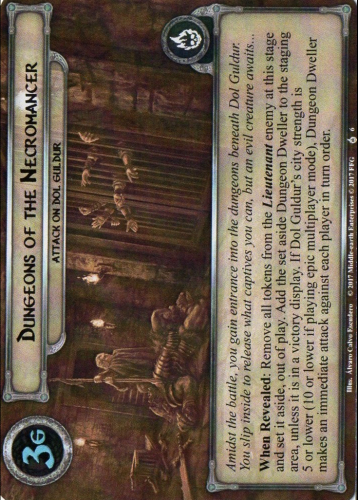 3G
DUNGEONS OF THE NECROMANCER
ATTACK ON DOL GULDUR
Amidst the battle, you gain entrance into the dungeons beneath Dol Guldur.
You slip inside to release what captives you can, but an evil creature awaits...
When Revealed: Remove all tokens from the Lieutenant enemy at this stage
and set it aside, out of play. Add the set aside Dungeon Dweller to the staging
area, unless it is in a victory display. If Dol Guldur's city strength is
5 or lower (10 or lower if playing epic multiplayer mode), Dungeon Dweller
makes an immediate attack against each player in turn order.
Illus. Álvaro Calvo Escudero © 2017 Middle-earth Enterprises © 2017 FFG 6